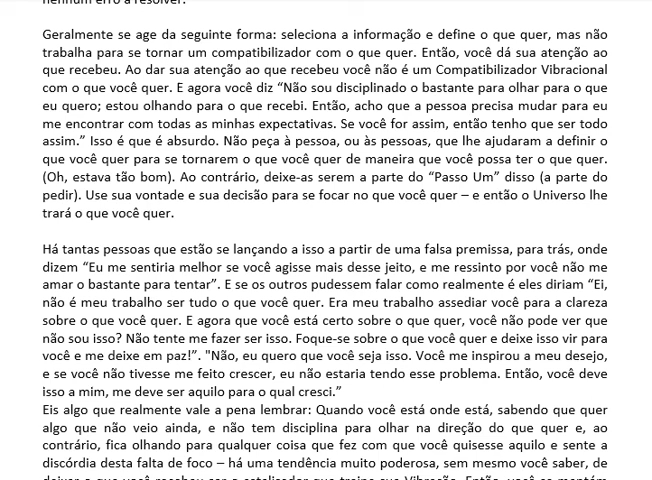 nenhum erro a resolver.
Geralmente se age da seguinte forma: seleciona a informação e define o que quer, mas não
trabalha para se tornar um compatibilizador com o que quer. Então, você dá sua atenção ao
que recebeu. Ao dar sua atenção ao que recebeu você não é um Compatibilizador Vibracional
com o que você quer. E agora você diz “Não sou disciplinado o bastante para olhar para o que
eu quero; estou olhando para o que recibi. Então, acho que a pessoa precisa mudar para eu
me encontrar com todas as minhas expectativas. Se você for assim, então tenho que ser todo
assim.” Isso é que é absurdo. Não peça à pessoa, ou às pessoas, que lhe ajudaram a definir o
que você quer para se tornarem o que você quer de maneira que você possa ter o que quer.
(Oh, estava tão bom). Ao contrário, deixe-as serem a parte do “Passo Um” disso (a parte do
pedir). Use sua vontade e sua decisão para se focar no que você quer – e então o Universo lhe
trará o que você quer.
Há tantas pessoas que estão se lançando a isso a partir de uma falsa premissa, para trás, onde
dizem “Eu me sentiria melhor se você agisse mais desse jeito, e me ressinto por você não me
amar o bastante para tentar”. E se os outros pudessem falar como realmente é eles diriam “Ei,
não é meu trabalho ser tudo o que você quer. Era meu trabalho assediar você para a clareza
sobre o que você quer. E agora que você está certo sobre o que quer, você não pode ver que
não sou isso? Não tente me fazer ser isso. Foque-se sobre o que você quer e deixe isso vir para
você e me deixe em paz!”. "Não, eu quero que você seja isso. Você me inspirou a meu desejo,
e se você não tivesse me feito crescer, eu não estaria tendo esse problema. Então, você deve
isso a mim, me deve ser aquilo para o qual cresci.”
Eis algo que realmente vale a pena lembrar: Quando você está onde está, sabendo que quer
algo que não veio ainda, e não tem disciplina para olhar na direção do que quer e, ao
contrário, fica olhando para qualquer coisa que fez com que você quisesse aquilo e sente a
discórdia desta falta de foco – há uma tendência muito poderosa, sem mesmo você saber, de
deixar o que você recebeu ser o catalisador que treina sua Vibração. Então, você se mantém